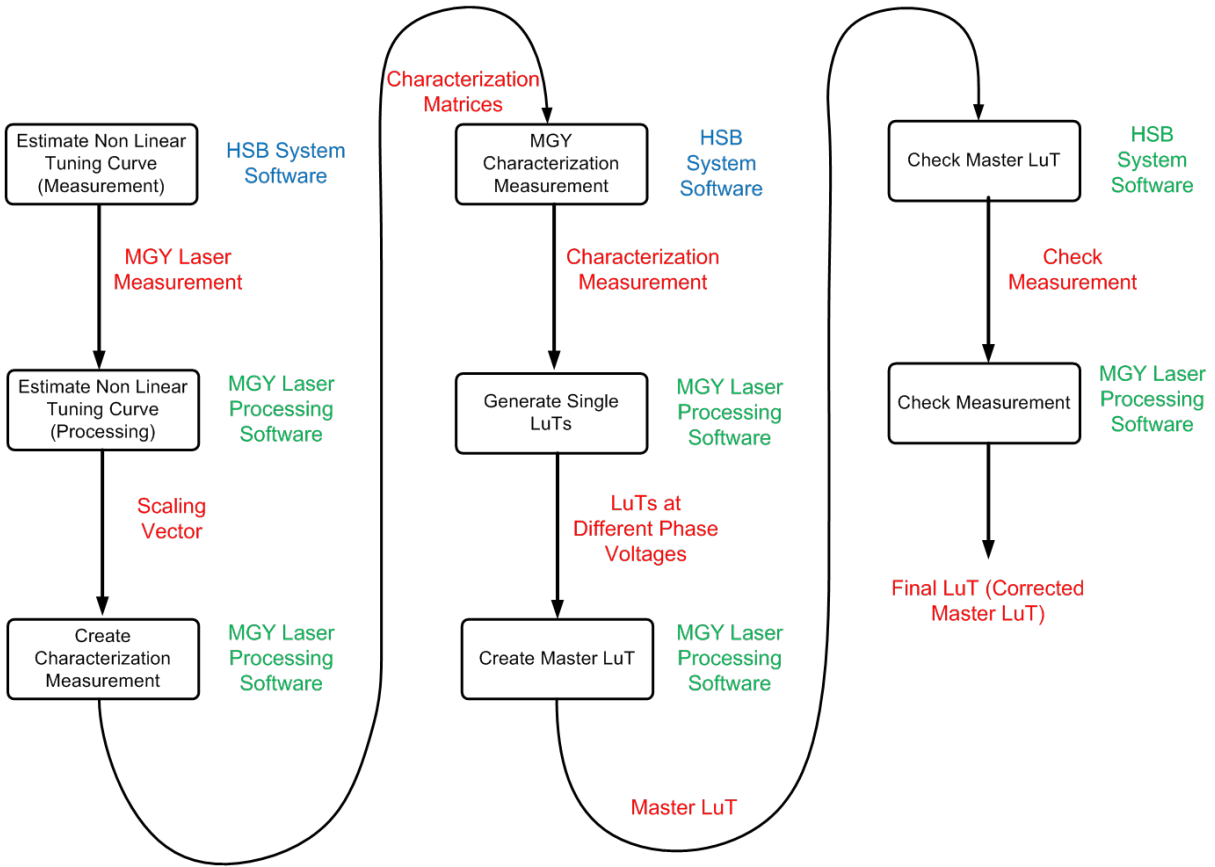 Estimate Non Linear
Tuning Curve
(Measurement)
HSB System
Software
MGY Laser
Measurement
Estimate Non Linear
Tuning Curve
(Processing)
MGY Laser
Processing
Software
Scaling
Vector
Create
Characterization
Measurement
MGY Laser
Processing
Software
Characterization
Matrices
MGY
Characterization
Measurement
HSB
System
Software
Characterization
Measurement
Generate Single
LuTs
MGY Laser
Processing
Software
LuTs at
Different Phase
Voltages
Create Master LuT
MGY Laser
Processing
Software
Master LuT
Check Master LuT
HSB
System
Software
Check
Measurement
Check Measurement
MGY Laser
Processing
Software
Final LuT (Corrected
Master LuT)